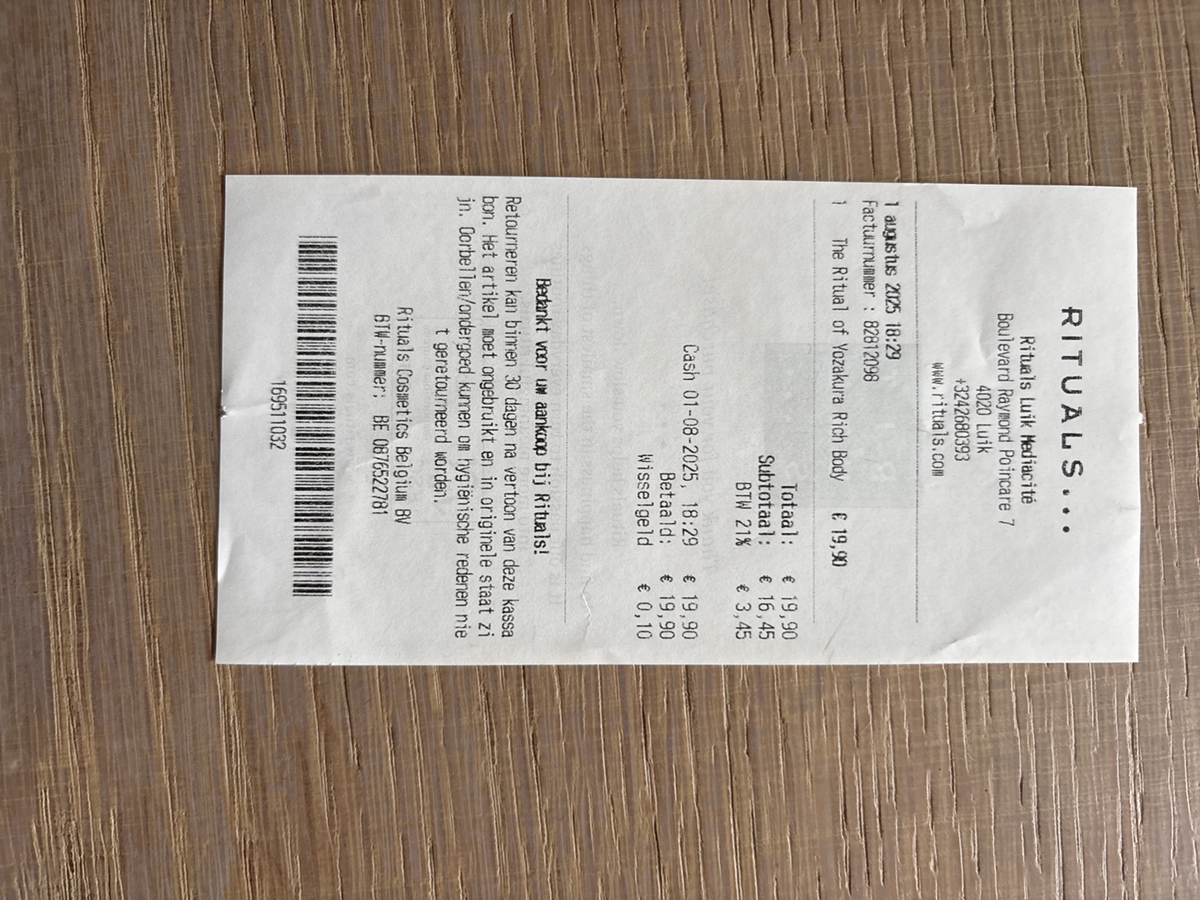 RITUALS...
Rituals Luik Mediacité
Boulevard Raymond Poincare 7
4020 Luik
+3242680393
www.rituals.com
1 augustus 2025 18:29
Factuurnummer : 82812098
1 The Ritual of Yozakura Rich Body € 19,90
Totaal: € 19,90
Subtotaal: € 16,45
BTW 21% € 3,45
Cash 01-08-2025, 18:29 € 19,90
Betaald: € 19,90
Wisselgeld € 0,10
Bedankt voor uw aankoop bij Rituals!
Retourneren kan binnen 30 dagen na vertoon van deze kassa
bon. Het artikel moet ongebruikt en in originele staat zi
jn. Oorbellen/ondergoed kunnen om hygiënische redenen nie
t geretourneerd worden.
Rituals Cosmetics Belgium BV
BTW-nummer: BE 0876522781
169511032